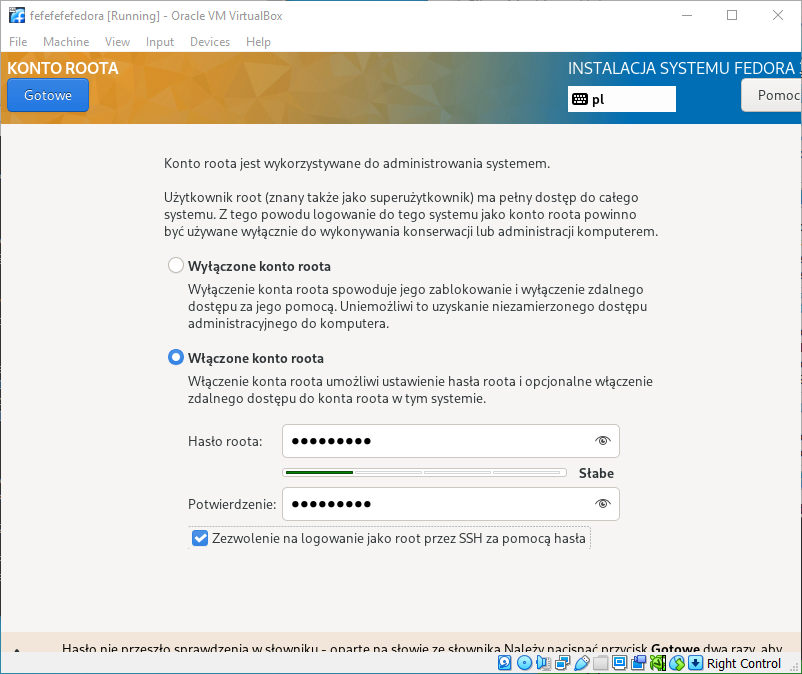 fefefefefedora [Running] - Oracle VM VirtualBox
File Machine View Input Devices Help
KONTO ROOTA
INSTALACJA SYSTEMU FEDORA
Gotowe
pl
Pomoc
Konto roota jest wykorzystywane do administrowania systemem.
Użytkownik root (znany także jako superużytkownik) ma pełny dostęp do całego
systemu. Z tego powodu logowanie do tego systemu jako konto roota powinno
być używane wyłącznie do wykonywania konserwacji lub administracji komputerem.
Wyłączone konto roota
Wyłączenie konta roota spowoduje jego zablokowanie i wyłączenie zdalnego
dostępu za jego pomocą. Uniemożliwi to uzyskanie niezamierzonego dostępu
administracyjnego do komputera.
Włączone konto roota
Włączenie konta roota umożliwi ustawienie hasła roota i opcjonalne włączenie
zdalnego dostępu do konta roota w tym systemie.
Hasło roota: ●●●●●●●●●
Słabe
Potwierdzenie: ●●●●●●●●●
Zezwolenie na logowanie jako root przez SSH za pomocą hasła
Hasło nie przeszło sprawdzenia w słowniku - oparte na słowie ze słownika Należy nacisnąć przycisk Gotowe dwa razy, aby
Right Control